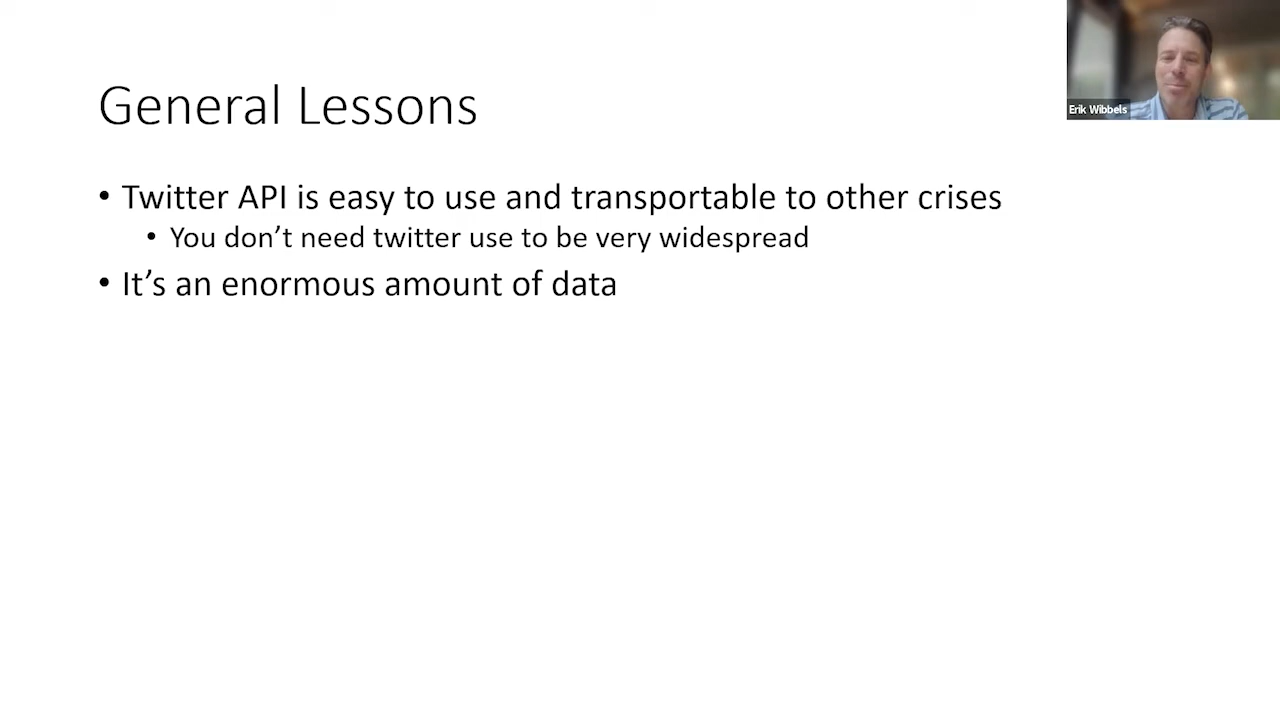 General Lessons
Erik Wibbels
• Twitter API is easy to use and transportable to other crises
• You don’t need twitter use to be very widespread
• It’s an enormous amount of data